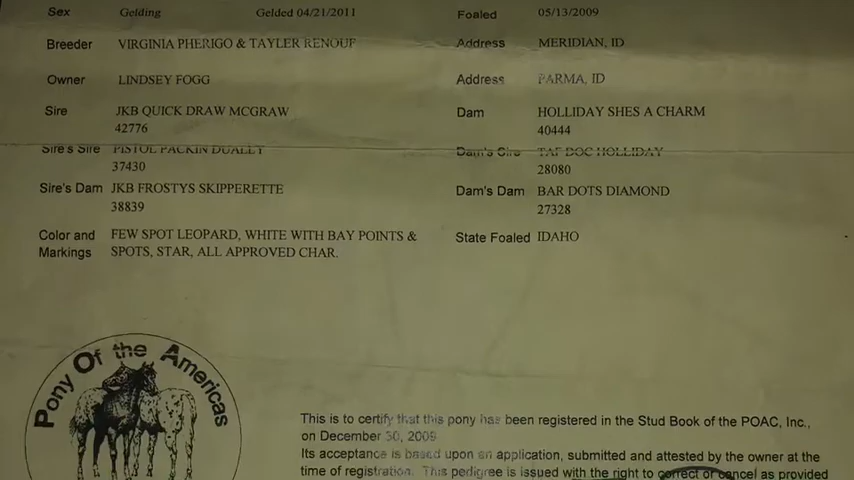 Sex Gelding Gelded 04/21/2011 Foaled 05/13/2009
Breeder VIRGINIA PHERIGO & TAYLER RENOUF Address MERIDIAN, ID
Owner LINDSEY FOGG Address PARMA, ID
Sire JKB QUICK DRAW MCGRAW Dam HOLLIDAY SHES A CHARM
42776 40444
Sire's Sire PISTOL PACKIN DUALLY Dam's Sire TAF DOC HOLLIDAY
37430 28080
Sire's Dam JKB FROSTYS SKIPPERETTE Dam's Dam BAR DOTS DIAMOND
38839 27328
Color and FEW SPOT LEOPARD, WHITE WITH BAY POINTS & State Foaled IDAHO
Markings SPOTS, STAR, ALL APPROVED CHAR.
Pony Of the Americas
This is to certify that this pony has been registered in the Stud Book of the POAC, Inc.,
on December 30, 2009
Its acceptance is based upon an application, submitted and attested by the owner at the
time of registration. This pedigree is issued with the right to correct or cancel as provided